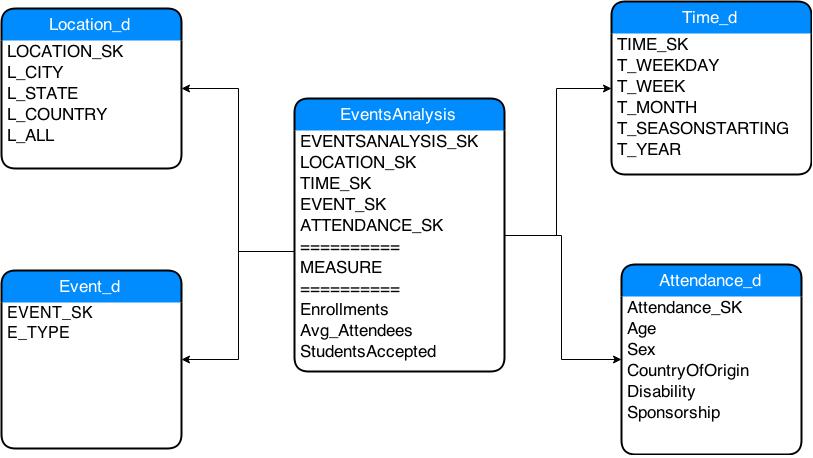 Location_d
LOCATION_SK
L_CITY
L_STATE
L_COUNTRY
L_ALL
Event_d
EVENT_SK
E_TYPE
EventsAnalysis
EVENTSANALYSIS_SK
LOCATION_SK
TIME_SK
EVENT_SK
ATTENDANCE_SK
==========
MEASURE
==========
Enrollments
Avg_Attendees
StudentsAccepted
Time_d
TIME_SK
T_WEEKDAY
T_WEEK
T_MONTH
T_SEASONSTARTING
T_YEAR
Attendance_d
Attendance_SK
Age
Sex
CountryOfOrigin
Disability
Sponsorship